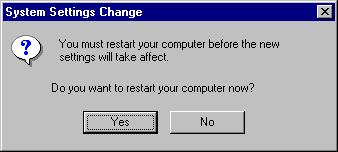 System Settings Change
You must restart your computer before the new
settings will take affect.
Do you want to restart your computer now?
Yes
No